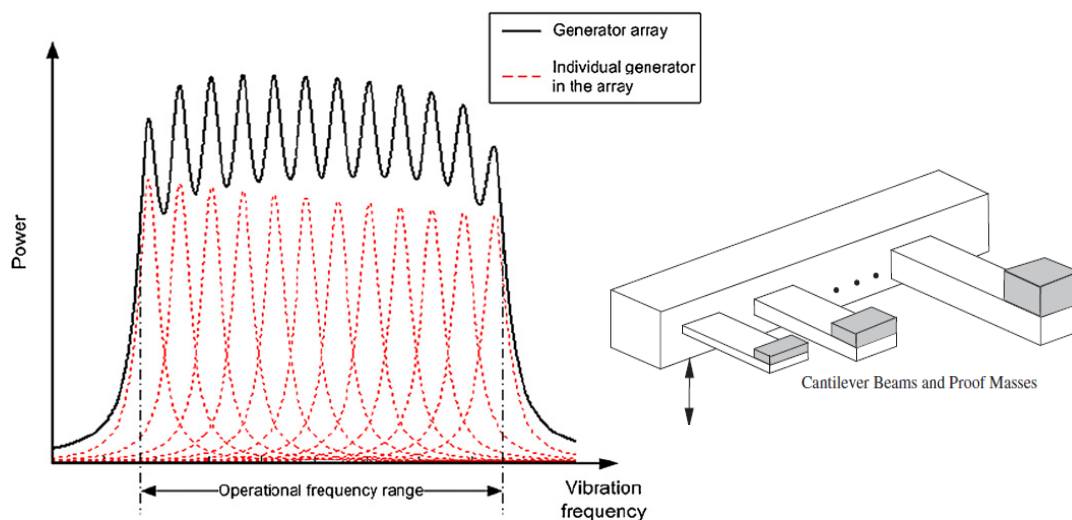 Generator array
Individual generator
in the array
Power
Cantilever Beams and Proof Masses
Operational frequency range
Vibration
frequency